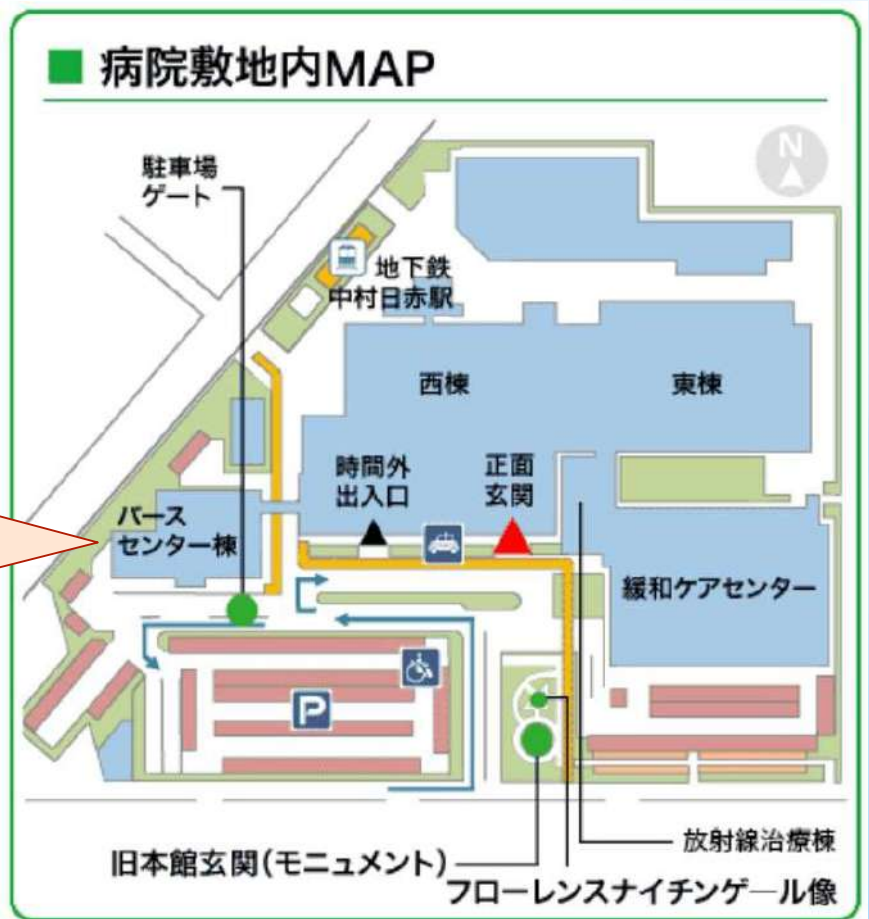 ■ 病院敷地内MAP
N
駐車場
ゲート
地下鉄
中村日赤駅
西棟
東棟
時間外
出入口
正面
玄関
バース
センター棟
緩和ケアセンター
P
放射線治療棟
旧本館玄関(モニュメント)
フローレンスナイチンゲール像